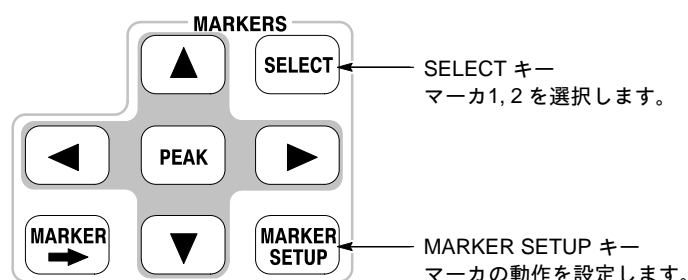 MARKERS
SELECT
SELECT キー
マーカ1, 2 を選択します。
PEAK
MARKER
MARKER
SETUP
MARKER SETUP キー
マーカの動作を設定します。